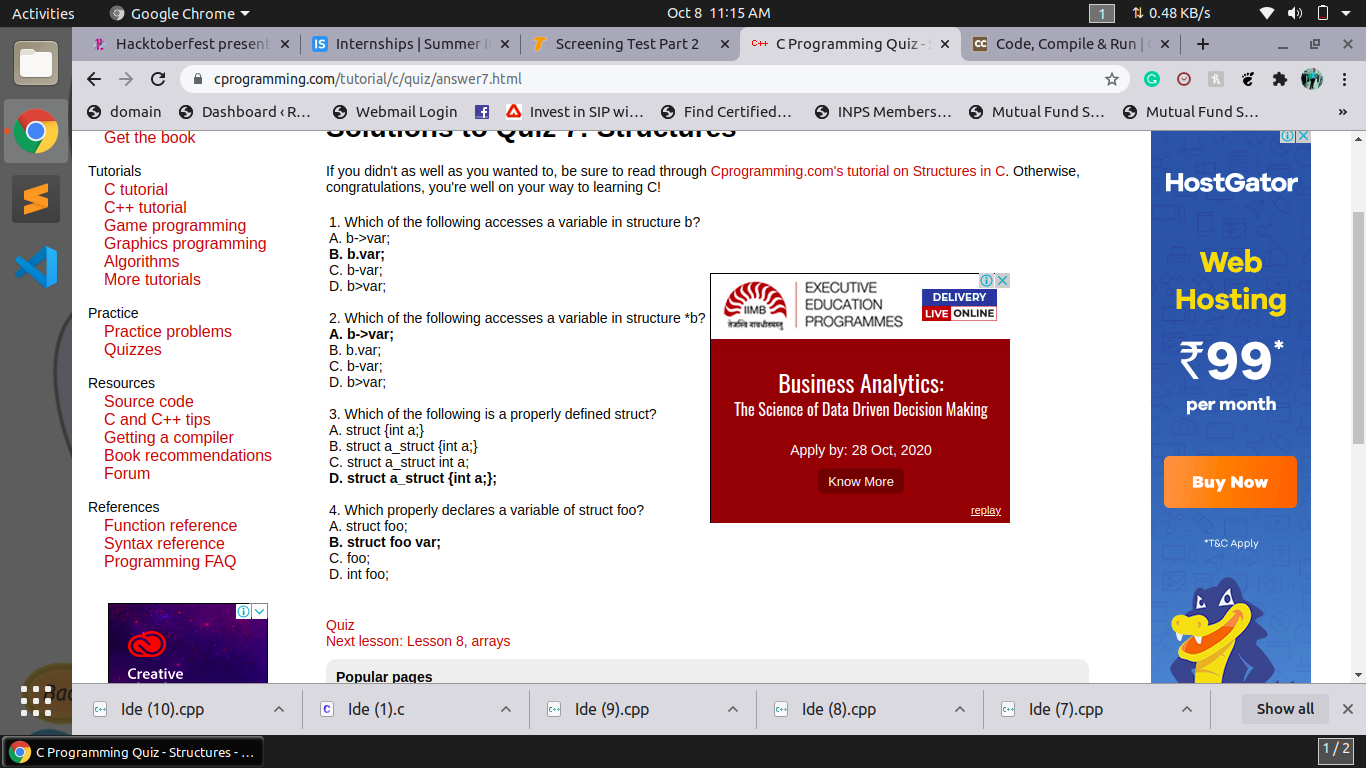 Activities
Google Chrome
Oct 8 11:15 AM
1
0.48 KB/s
Hacktoberfest present
Internships | Summer I
Screening Test Part 2
C Programming Quiz - S
Code, Compile & Run |
cprogramming.com/tutorial/c/quiz/answer7.html
domain
Dashboard ‹ R...
Webmail Login
Invest in SIP wi...
Find Certified...
INPS Members...
Mutual Fund S...
Mutual Fund S...
»
Get the book
Tutorials
C tutorial
C++ tutorial
Game programming
Graphics programming
Algorithms
More tutorials
Practice
Practice problems
Quizzes
Resources
Source code
C and C++ tips
Getting a compiler
Book recommendations
Forum
References
Function reference
Syntax reference
Programming FAQ
Creative
Solutions to Quiz 7: Structures
If you didn't as well as you wanted to, be sure to read through Cprogramming.com's tutorial on Structures in C. Otherwise,
congratulations, you're well on your way to learning C!
1. Which of the following accesses a variable in structure b?
A. b->var;
B. b.var;
C. b-var;
D. b>var;
2. Which of the following accesses a variable in structure *b?
A. b->var;
B. b.var;
C. b-var;
D. b>var;
3. Which of the following is a properly defined struct?
A. struct {int a;}
B. struct a_struct {int a;}
C. struct a_struct int a;
D. struct a_struct {int a;};
4. Which properly declares a variable of struct foo?
A. struct foo;
B. struct foo var;
C. foo;
D. int foo;
Quiz
Next lesson: Lesson 8, arrays
Popular pages
IIMB
EXECUTIVE
EDUCATION
PROGRAMMES
DELIVERY
LIVE ONLINE
Business Analytics:
The Science of Data Driven Decision Making
Apply by: 28 Oct, 2020
Know More
replay
HostGator
Web
Hosting
₹99*
per month
Buy Now
*T&C Apply
Ide (10).cpp
Ide (1).c
Ide (9).cpp
Ide (8).cpp
Ide (7).cpp
Show all
C Programming Quiz - Structures - ...
1 / 2